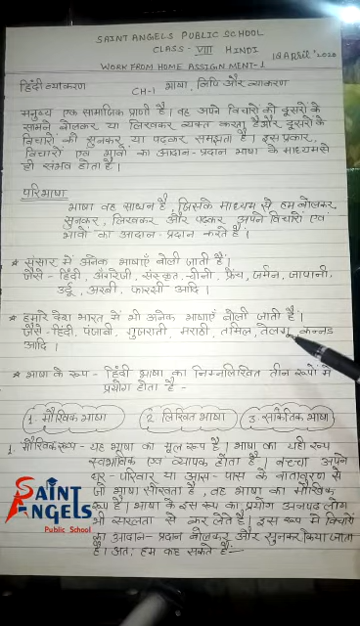 SAINT ANGELS PUBLIC SCHOOL
CLASS - VIII HINDI
WORK FROM HOME ASSIGNMENT-1
April 2020
हिंदी व्याकरण
CH-1 भाषा, लिपि और व्याकरण
मनुष्य एक सामाजिक प्राणी है। वह अपने विचारों को दूसरों के
सामने बोलकर या लिखकर व्यक्त करता है और दूसरों के
विचारों को सुनकर या पढ़कर समझता है। इस प्रकार,
विचारों एवं भावों का आदान-प्रदान भाषा के माध्यम से
ही संभव होता है।
परिभाषा
भाषा वह साधन है, जिसके माध्यम से हम बोलकर,
सुनकर, लिखकर और पढ़कर अपने विचारों एवं
भावों का आदान-प्रदान करते हैं।
* संसार में अनेक भाषाएँ बोली जाती हैं।
जैसे - हिंदी, अंग्रेजी, संस्कृत, चीनी, फ्रेंच, जर्मन, जापानी,
उर्दू, अरबी, फारसी आदि।
* हमारे देश भारत में भी अनेक भाषाएँ बोली जाती हैं।
जैसे - हिंदी, पंजाबी, गुजराती, मराठी, तमिल, तेलगु, कन्नड
आदि।
* भाषा के रूप - हिंदी भाषा का निम्नलिखित तीन रूपों में
प्रयोग होता है -
1. मौखिक भाषा 2. लिखित भाषा 3. सांकेतिक भाषा
1. मौखिक रूप - यह भाषा का मूल रूप है। भाषा का यही रूप
स्वभाविक एवं व्यापक होता है। बच्चा अपने
घर-परिवार या आस-पास के वातावरण से
जो भाषा सीखता है, वह भाषा का मौखिक
रूप है। भाषा के इस रूप का प्रयोग अनपढ़ लोग
भी सरलता से कर लेते हैं। इस रूप में विचारों
का आदान-प्रदान बोलकर और सुनकर किया जाता
है। अतः हम कह सकते हैं:-
SAINT
ANGELS
Public School